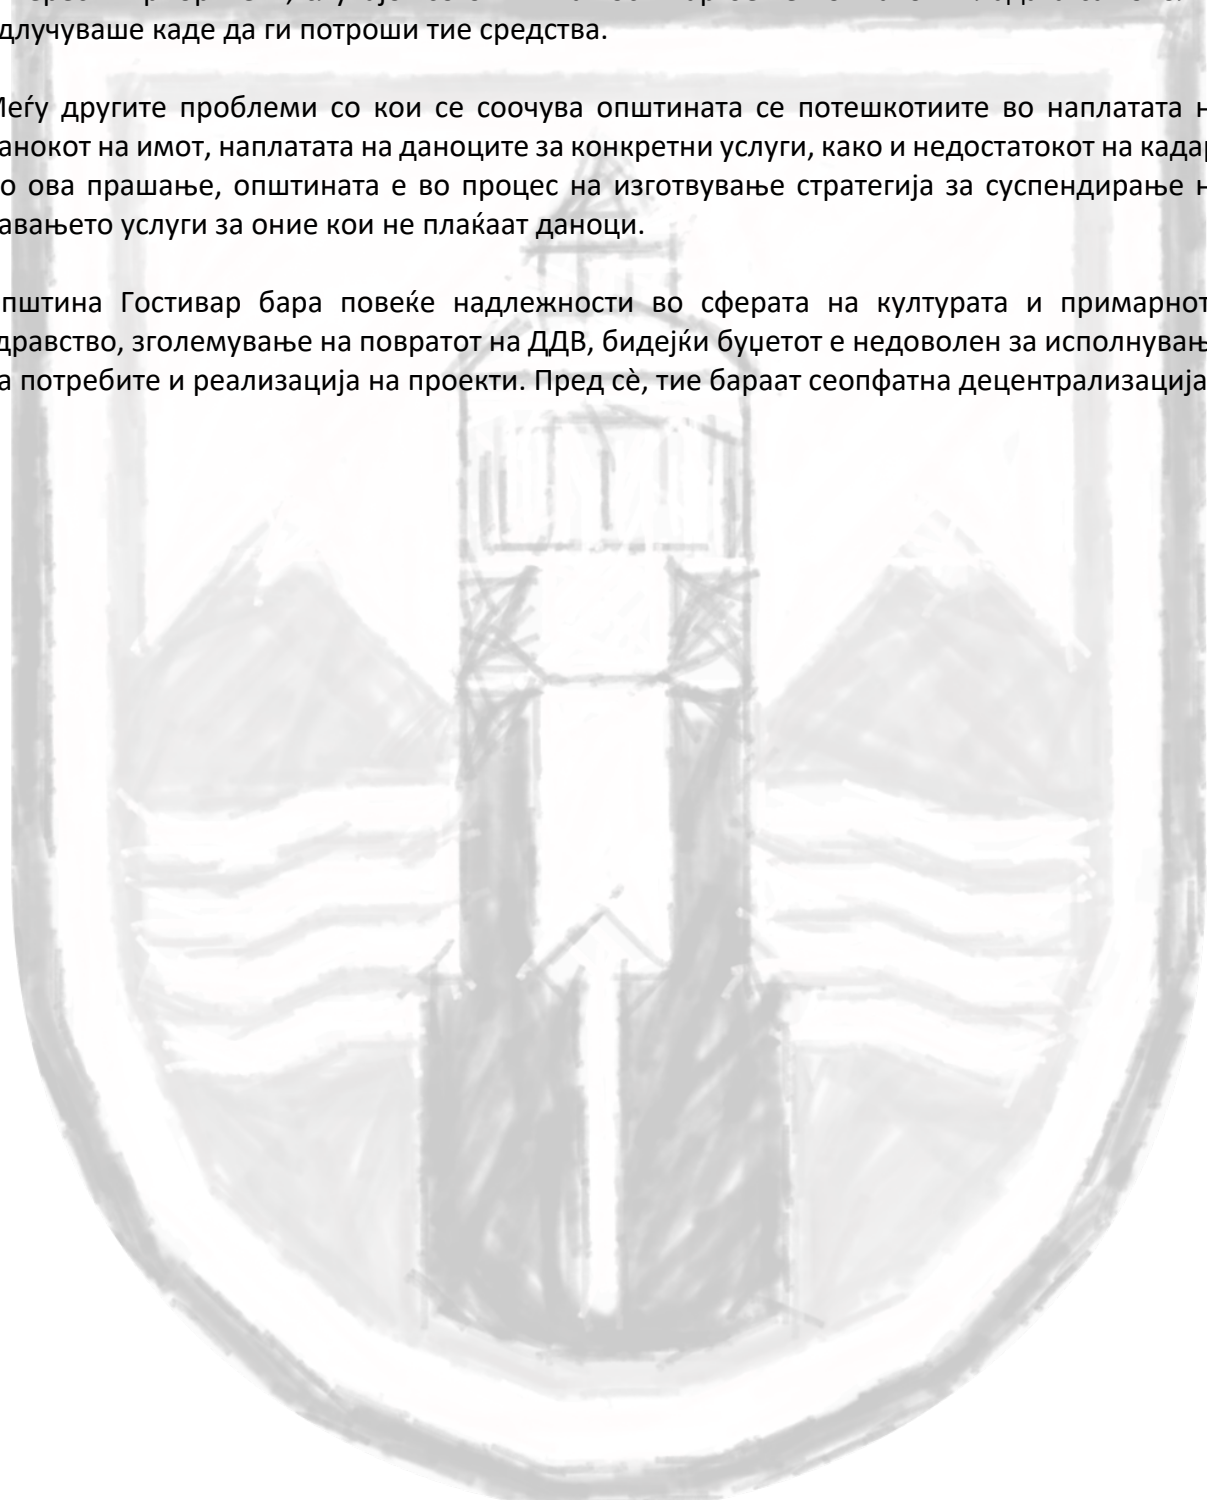 длучуваше каде да ги потроши тие средства.
Меѓу другите проблеми со кои се соочува општината се потешкотиите во наплатата н
анокот на имот, наплатата на даноците за конкретни услуги, како и недостатокот на кадар
о ова прашање, општината е во процес на изготвување стратегија за суспендирање н
авањето услуги за оние кои не плаќаат даноци.
пштина Гостивар бара повеќе надлежности во сферата на културата и примарнот
дравство, зголемување на повратот на ДДВ, бидејќи буџетот е недоволен за исполнувањ
а потребите и реализација на проекти. Пред сè, тие бараат сеопфатна децентрализација